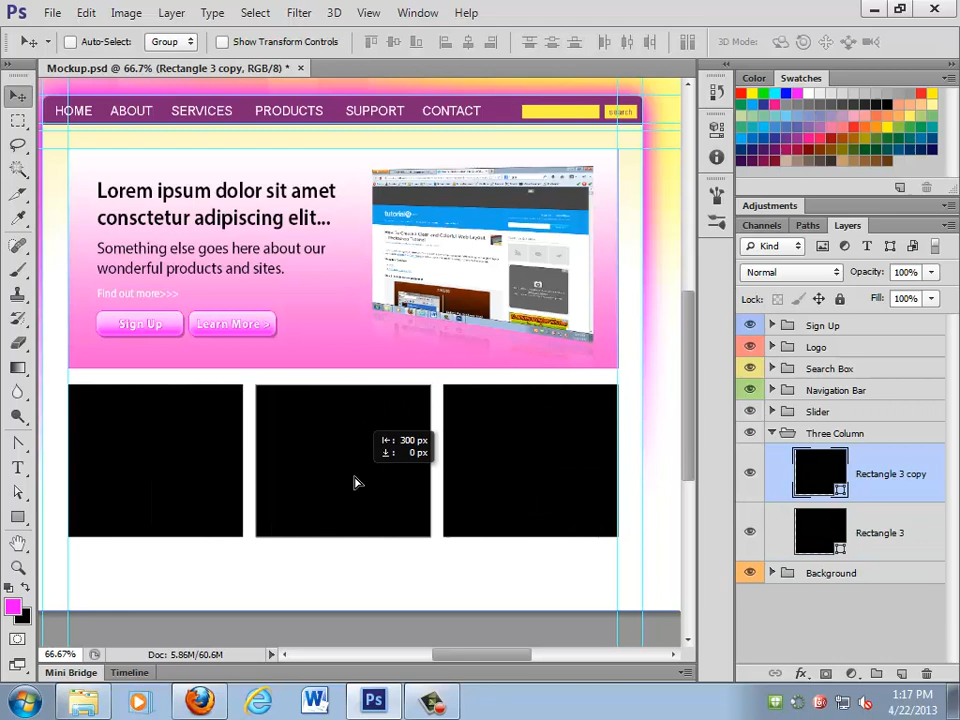 Ps File Edit Image Layer Type Select Filter 3D View Window Help
Auto-Select: Group Show Transform Controls 3D Mode:
Mockup.psd @ 66.7% (Rectangle 3 copy, RGB/8) * ×
Color Swatches
HOME ABOUT SERVICES PRODUCTS SUPPORT CONTACT search
Lorem ipsum dolor sit amet
consctetur adipiscing elit...
Something else goes here about our
wonderful products and sites.
Find out more>>>
Sign Up Learn More >
300 px
0 px
Adjustments
Channels Paths Layers
Kind
Normal Opacity: 100%
Lock: Fill: 100%
Sign Up
Logo
Search Box
Navigation Bar
Slider
Three Column
Rectangle 3 copy
Rectangle 3
Background
66.67% Doc: 5.86M/60.6M
Mini Bridge Timeline
1:17 PM
4/22/2013